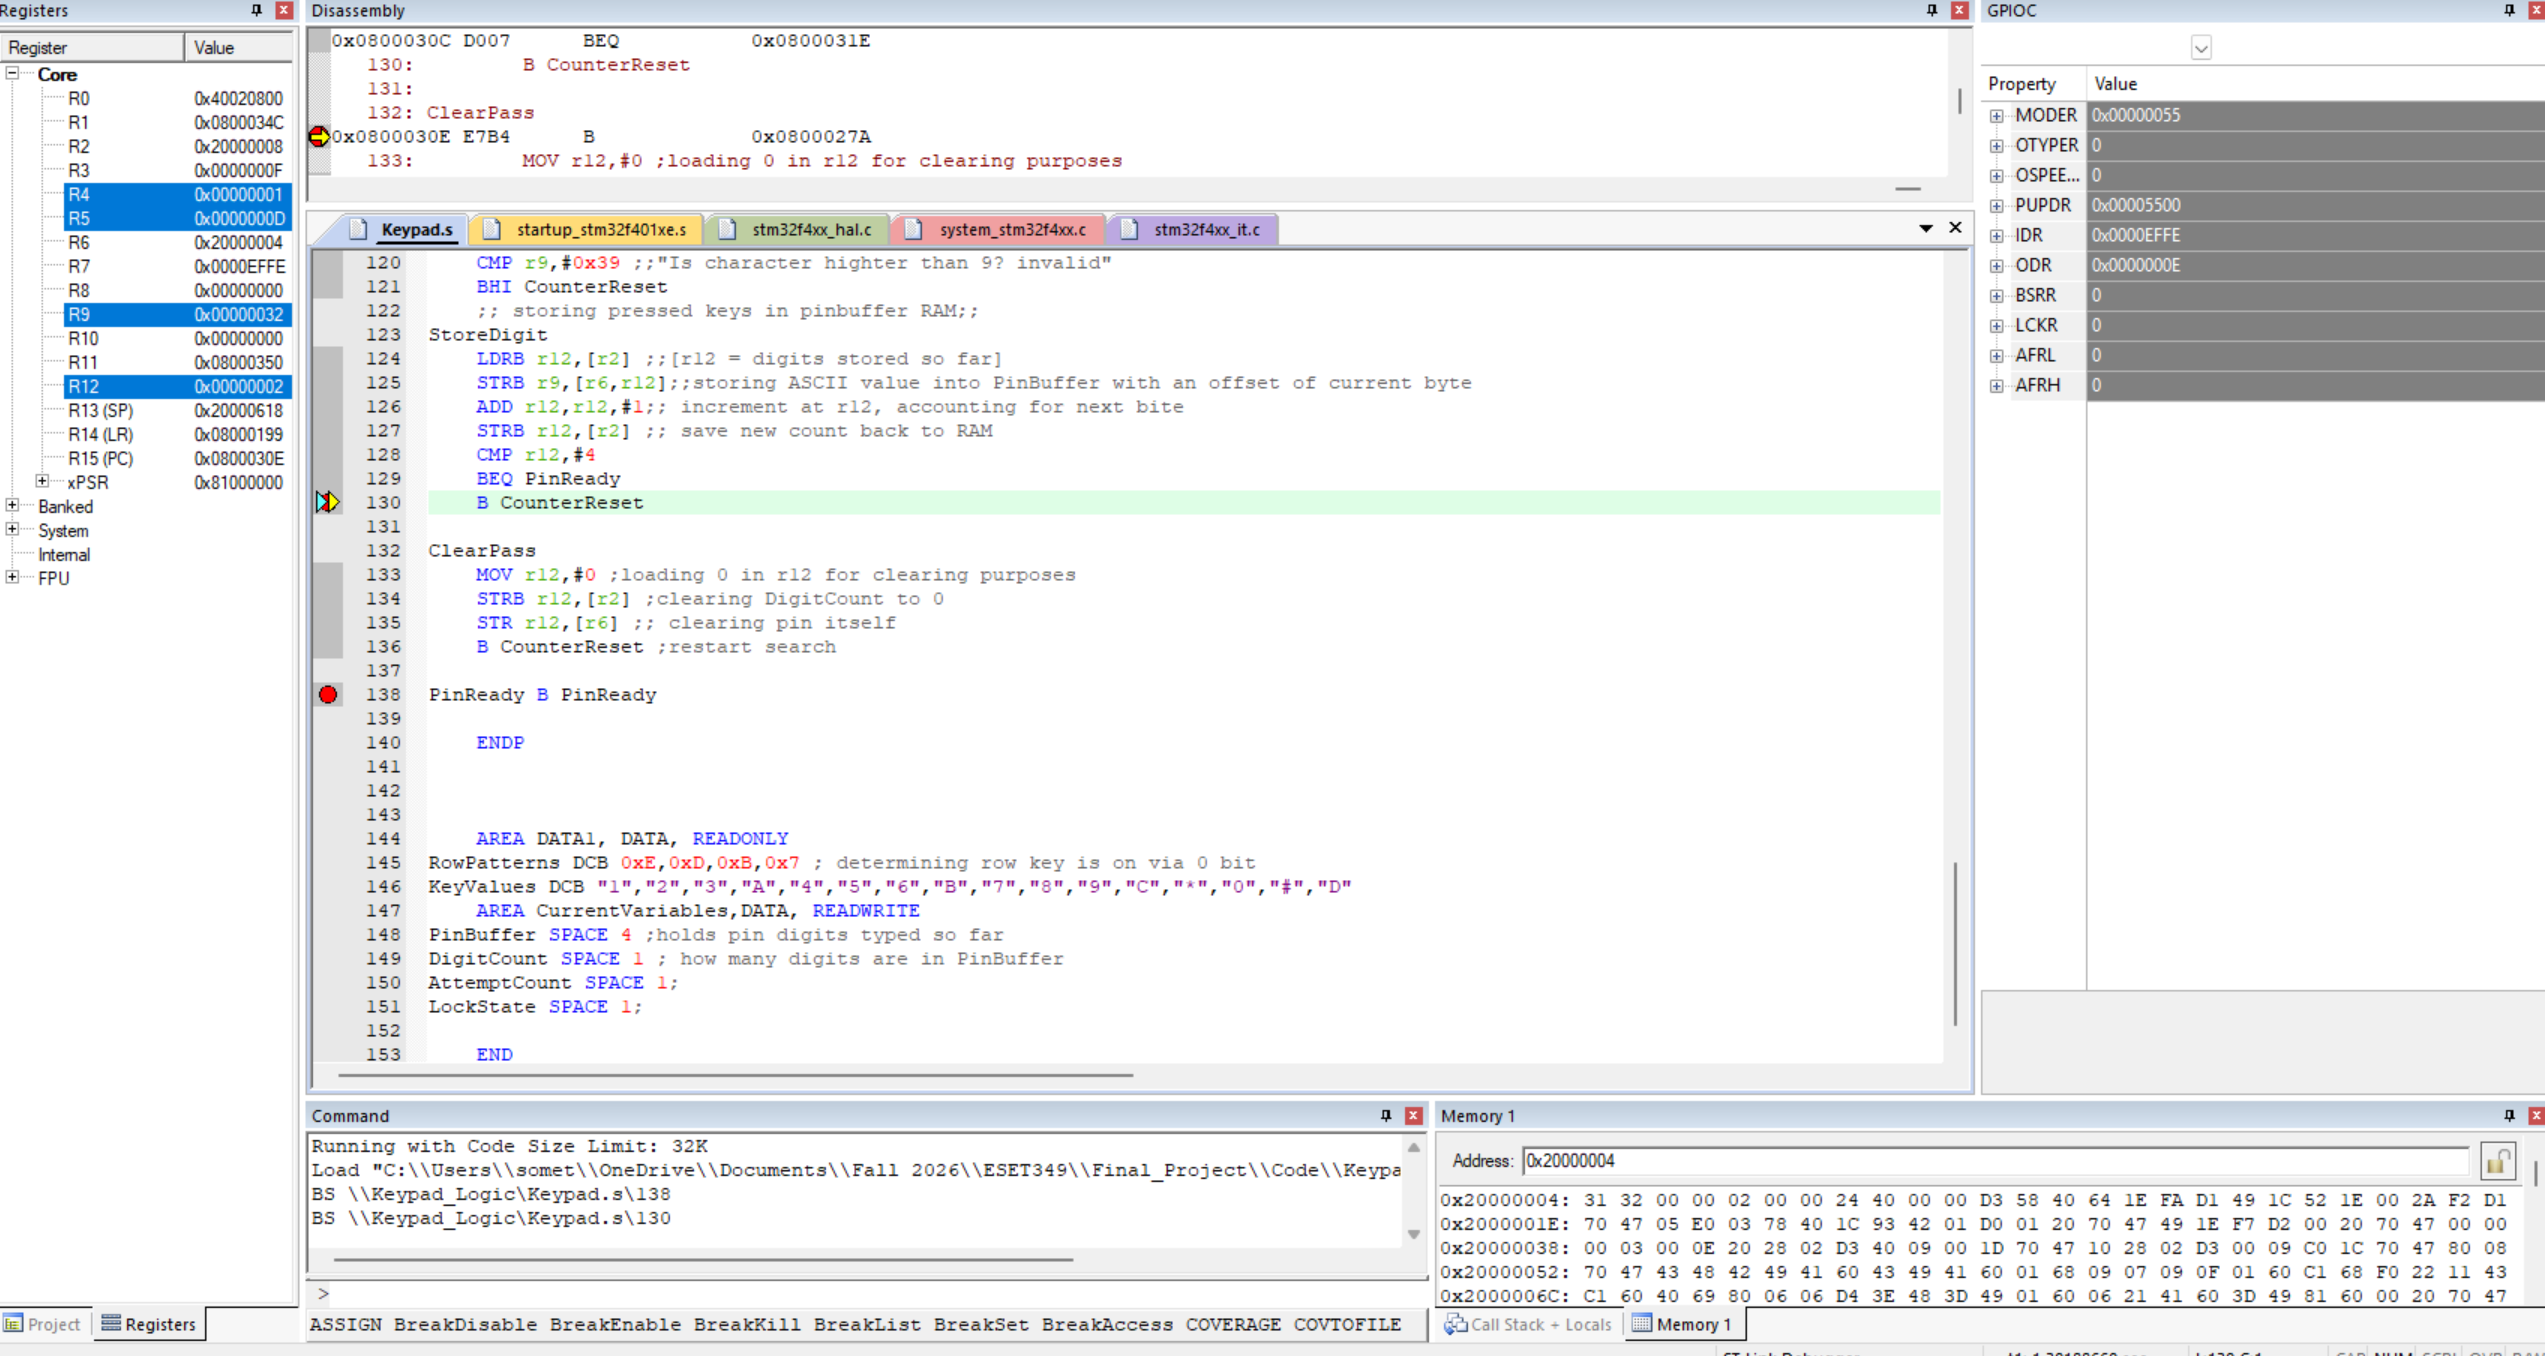 Registers
Register Value
Core
R0 0x40020800
R1 0x0800034C
R2 0x20000008
R3 0x0000000F
R4 0x00000001
R5 0x0000000D
R6 0x20000004
R7 0x0000EFFE
R8 0x00000000
R9 0x00000032
R10 0x00000000
R11 0x08000350
R12 0x00000002
R13 (SP) 0x20000618
R14 (LR) 0x08000199
R15 (PC) 0x0800030E
xPSR 0x81000000
Banked
System
Internal
FPU
Project Registers
Disassembly
0x0800030C D007 BEQ 0x0800031E
130: B CounterReset
131:
132: ClearPass
0x0800030E E7B4 B 0x0800027A
133: MOV r12,#0 ;loading 0 in r12 for clearing purposes
Keypad.s startup_stm32f401xe.s stm32f4xx_hal.c system_stm32f4xx.c stm32f4xx_it.c
120 CMP r9,#0x39 ;;"Is character highter than 9? invalid"
121 BHI CounterReset
122 ;; storing pressed keys in pinbuffer RAM;;
123 StoreDigit
124 LDRB r12,[r2] ;;[r12 = digits stored so far]
125 STRB r9,[r6,r12];;storing ASCII value into PinBuffer with an offset of current byte
126 ADD r12,r12,#1;; increment at r12, accounting for next bite
127 STRB r12,[r2] ;; save new count back to RAM
128 CMP r12,#4
129 BEQ PinReady
130 B CounterReset
131
132 ClearPass
133 MOV r12,#0 ;loading 0 in r12 for clearing purposes
134 STRB r12,[r2] ;clearing DigitCount to 0
135 STR r12,[r6] ;; clearing pin itself
136 B CounterReset ;restart search
137
138 PinReady B PinReady
139
140 ENDP
141
142
143
144 AREA DATA1, DATA, READONLY
145 RowPatterns DCB 0xE,0xD,0xB,0x7 ; determining row key is on via 0 bit
146 KeyValues DCB "1","2","3","A","4","5","6","B","7","8","9","C","*","0","#","D"
147 AREA CurrentVariables,DATA, READWRITE
148 PinBuffer SPACE 4 ;holds pin digits typed so far
149 DigitCount SPACE 1 ; how many digits are in PinBuffer
150 AttemptCount SPACE 1;
151 LockState SPACE 1;
152
153 END
GPIOC
Property Value
MODER 0x00000055
OTYPER 0
OSPEE... 0
PUPDR 0x00005500
IDR 0x0000EFFE
ODR 0x0000000E
BSRR 0
LCKR 0
AFRL 0
AFRH 0
Command
Running with Code Size Limit: 32K
Load "C:\\Users\\somet\\OneDrive\\Documents\\Fall 2026\\ESET349\\Final_Project\\Code\\Keypa
BS \\Keypad_Logic\Keypad.s\138
BS \\Keypad_Logic\Keypad.s\130
>
ASSIGN BreakDisable BreakEnable BreakKill BreakList BreakSet BreakAccess COVERAGE COVTOFILE
Memory 1
Address: 0x20000004
0x20000004: 31 32 00 00 02 00 00 24 40 00 00 D3 58 40 64 1E FA D1 49 1C 52 1E 00 2A F2 D1
0x2000001E: 70 47 05 E0 03 78 40 1C 93 42 01 D0 01 20 70 47 49 1E F7 D2 00 20 70 47 00 00
0x20000038: 00 03 00 0E 20 28 02 D3 40 09 00 1D 70 47 10 28 02 D3 00 09 C0 1C 70 47 80 08
0x20000052: 70 47 43 48 42 49 41 60 43 49 41 60 01 68 09 07 09 0F 01 60 C1 68 F0 22 11 43
0x2000006C: C1 60 40 69 80 06 06 D4 3E 48 3D 49 01 60 06 21 41 60 3D 49 81 60 00 20 70 47
Call Stack + Locals Memory 1